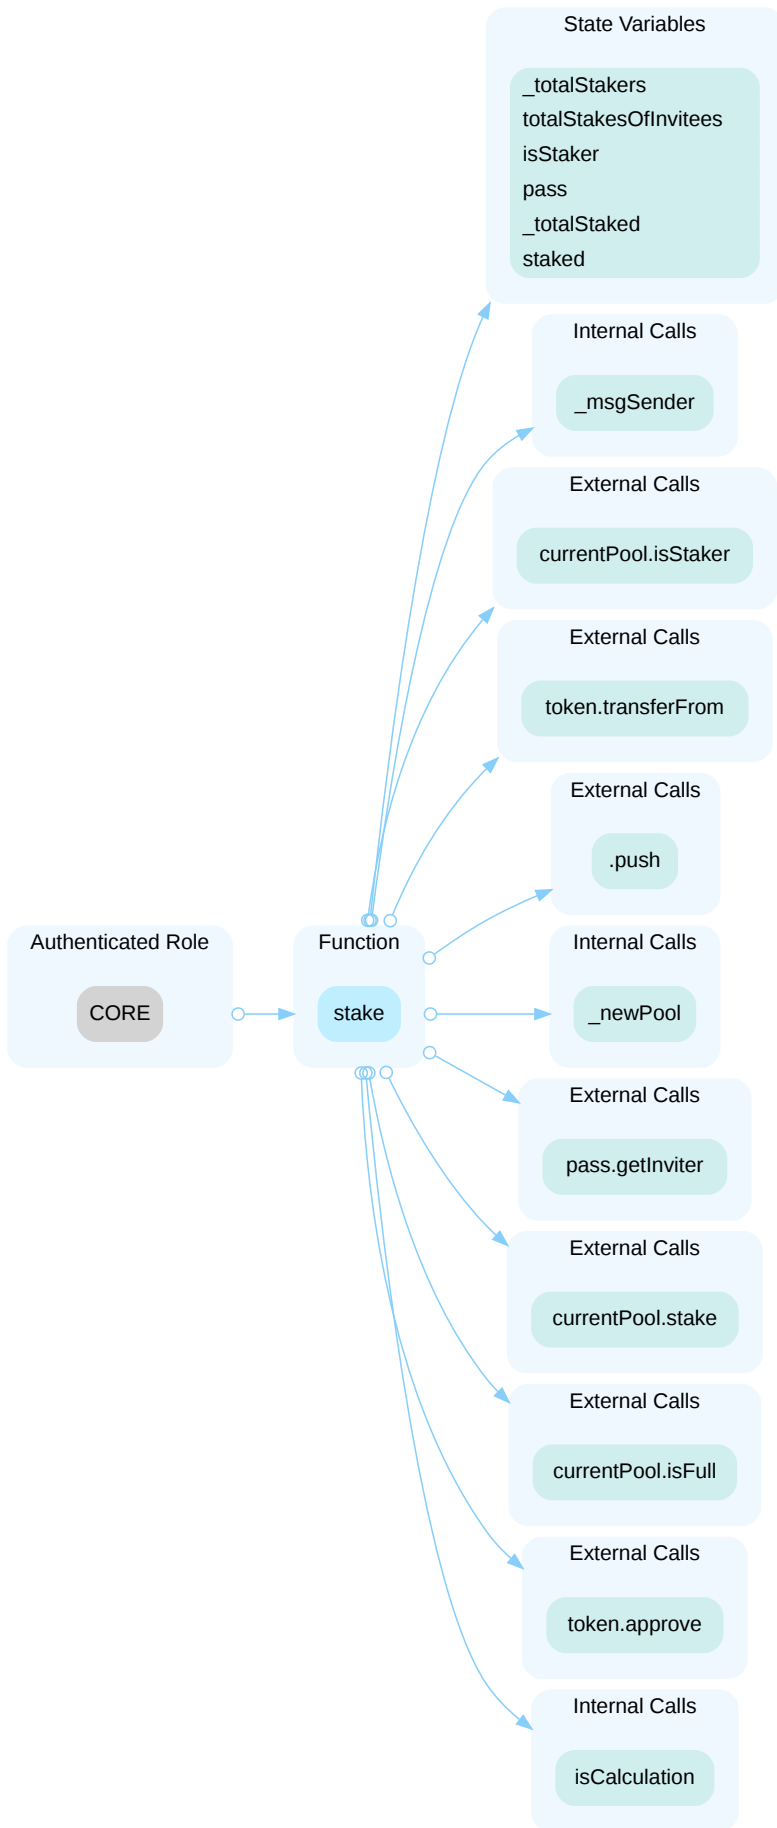 State Variables
_totalStakers
totalStakesOfInvitees
isStaker
pass
_totalStaked
staked
Internal Calls
_msgSender
External Calls
currentPool.isStaker
External Calls
token.transferFrom
External Calls
.push
Authenticated Role
CORE
Function
stake
Internal Calls
_newPool
External Calls
pass.getInviter
External Calls
currentPool.stake
External Calls
currentPool.isFull
External Calls
token.approve
Internal Calls
isCalculation